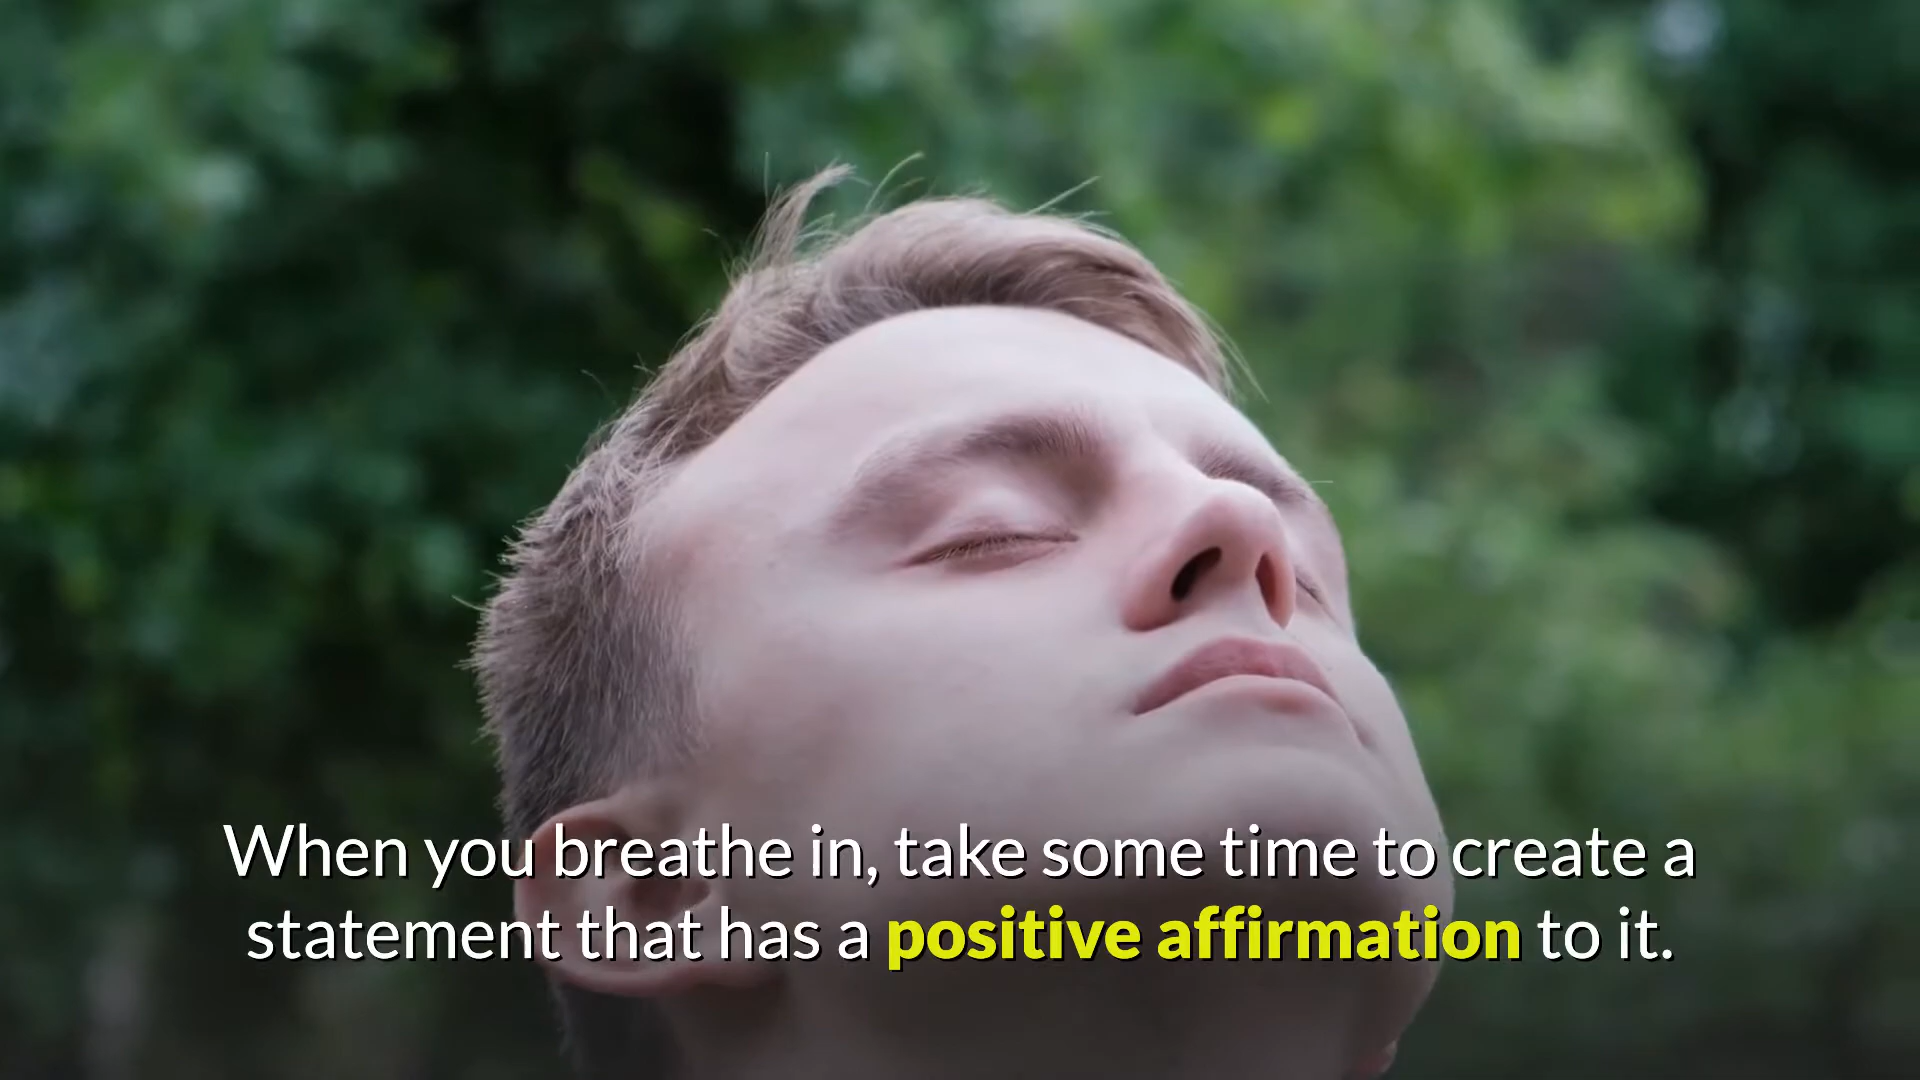 When you breathe in, take some time to create a
statement that has a positive affirmation to it.